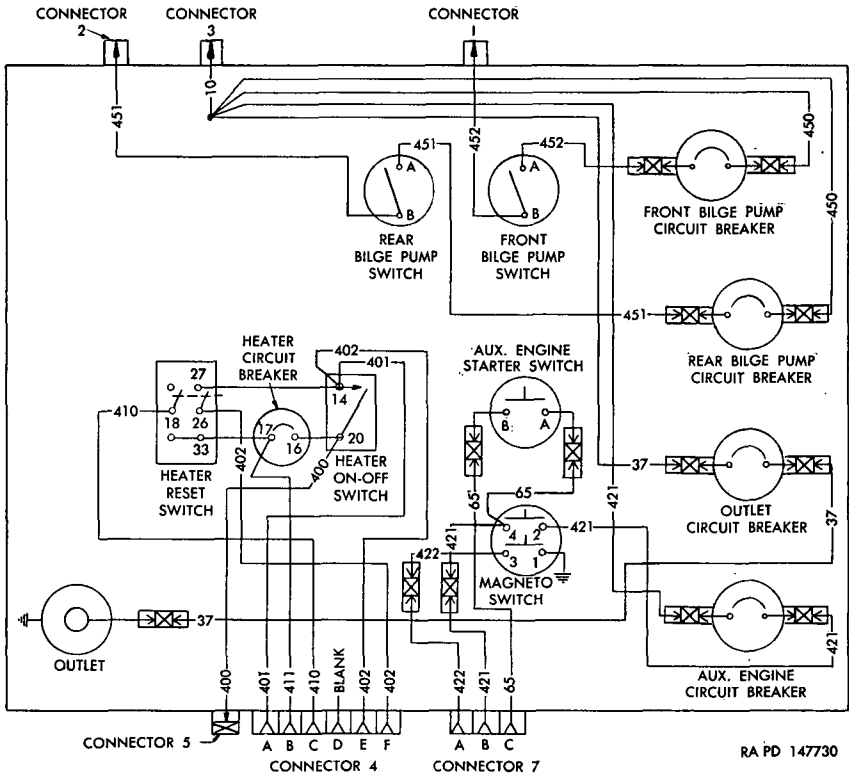 CONNECTOR
2
CONNECTOR
3
CONNECTOR
1
451
10
452
451
A
B
452
A
B
450
450
REAR
BILGE PUMP
SWITCH
FRONT
BILGE PUMP
SWITCH
FRONT BILGE PUMP
CIRCUIT BREAKER
451
REAR BILGE PUMP
CIRCUIT BREAKER
HEATER
CIRCUIT
BREAKER
402
401
AUX. ENGINE
STARTER SWITCH
27
14
410
18
26
17
16
20
33
B:
A
402
400
HEATER
RESET
SWITCH
HEATER
ON-OFF
SWITCH
65
65
421
37
OUTLET
CIRCUIT BREAKER
37
422
421
4
2
421
3
1
MAGNETO
SWITCH
OUTLET
37
421
AUX. ENGINE
CIRCUIT BREAKER
400
401
411
410
BLANK
402
402
422
421
65
CONNECTOR 5
A B C D E F
CONNECTOR 4
A B C
CONNECTOR 7
RA PD 147730